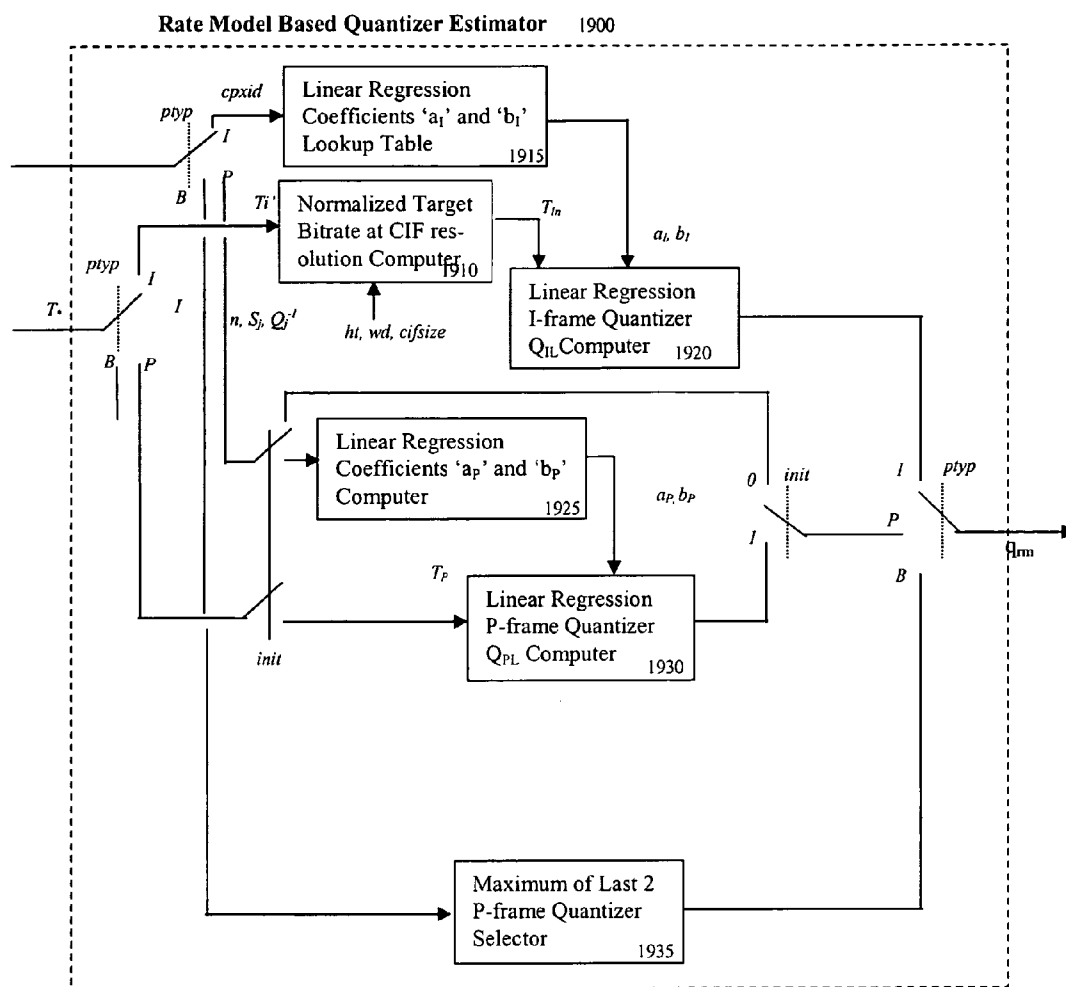 Rate Model Based Quantizer Estimator 1900
cpxid
ptyp
I
P
B
Linear Regression
Coefficients 'aI' and 'bI'
Lookup Table
1915
Ti'
Normalized Target
Bitrate at CIF res-
olution Computer
1910
TIn
aI, bI
ptyp
I
I
T*
B
P
n, Sj, Qj-1
ht, wd, cifsize
Linear Regression
I-frame Quantizer
QIL Computer
1920
Linear Regression
Coefficients 'aP' and 'bP'
Computer
1925
aP, bP
0
init
I
I
ptyp
P
B
qrm
TP
init
Linear Regression
P-frame Quantizer
QPL Computer
1930
Maximum of Last 2
P-frame Quantizer
Selector
1935